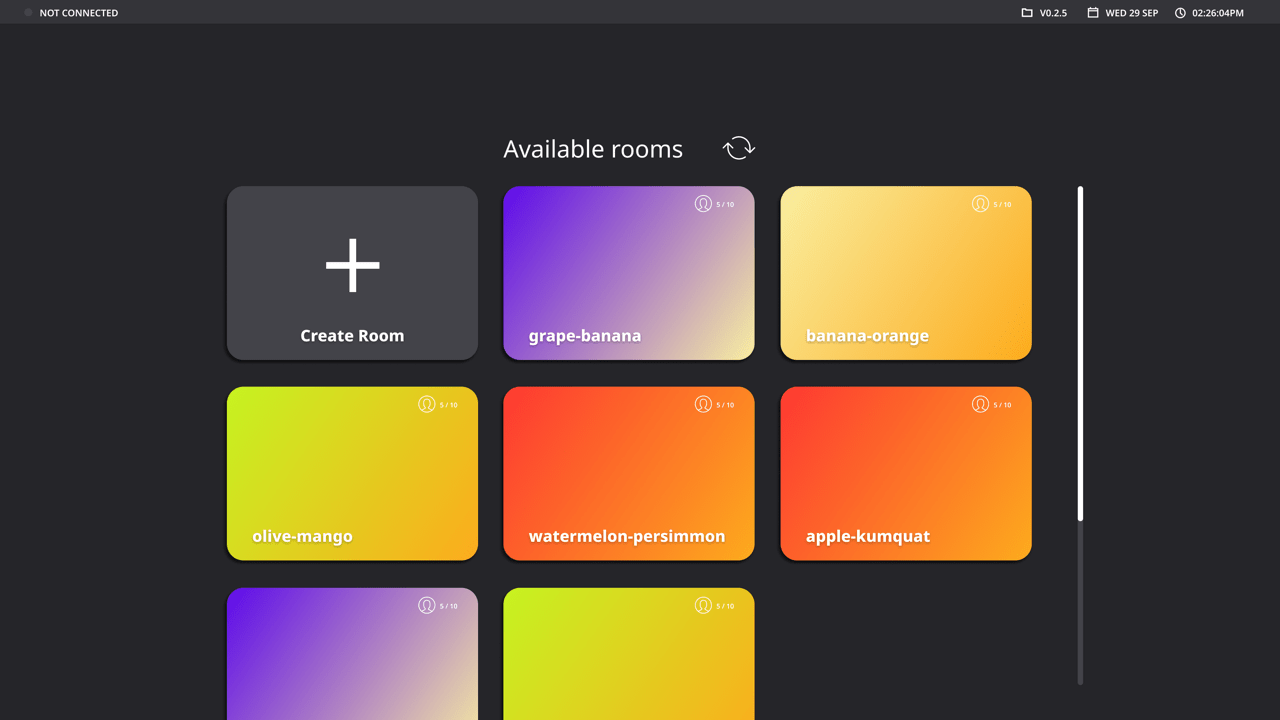 NOT CONNECTED
V0.2.5
WED 29 SEP
02:26:04PM
Available rooms
Create Room
5 / 10
grape-banana
5 / 10
banana-orange
5 / 10
olive-mango
5 / 10
watermelon-persimmon
5 / 10
apple-kumquat
5 / 10
5 / 10